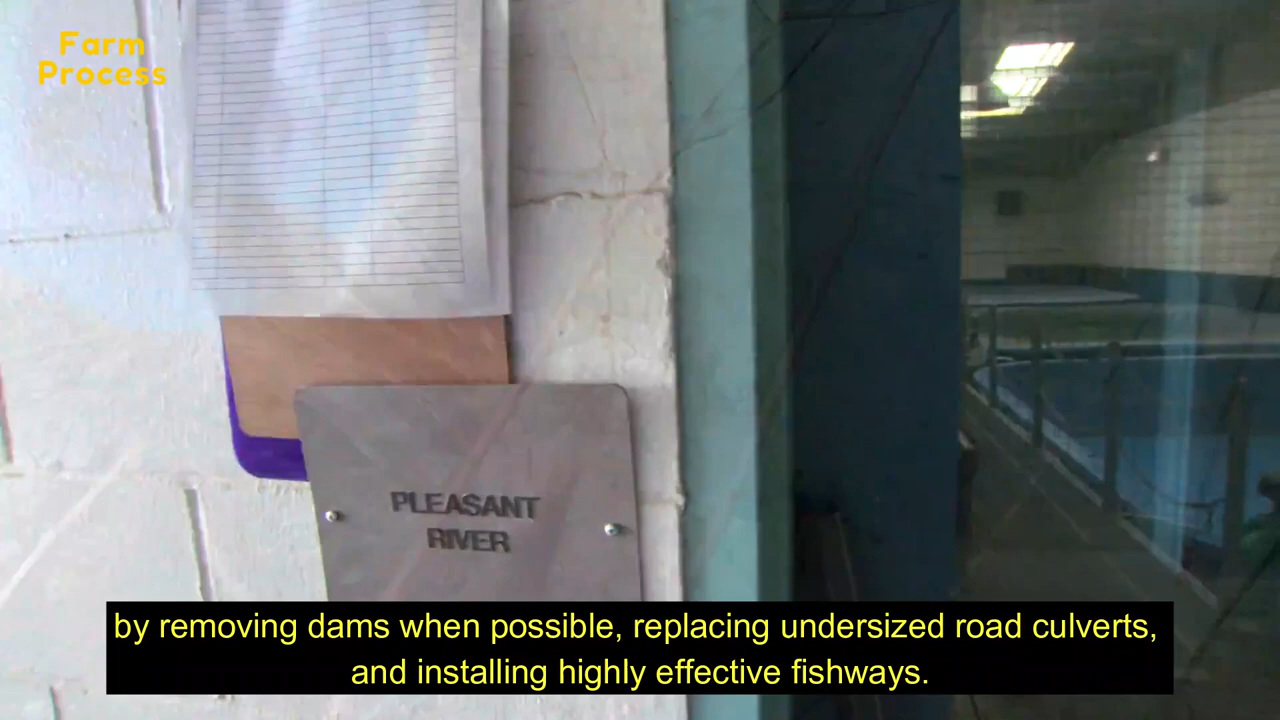 Farm
Process
PLEASANT
RIVER
by removing dams when possible, replacing undersized road culverts,
and installing highly effective fishways.